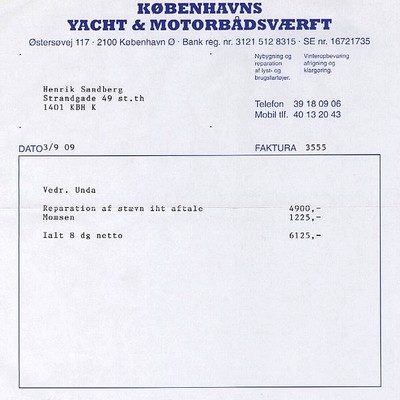 KØBENHAVNS
YACHT & MOTORBÅDSVÆRFT
Østersøvej 117 · 2100 København Ø · Bank reg. nr. 3121 512 8315 · SE nr. 16721735
Nybygning og
reparation
af lyst- og
brugsfartøjer.
Vinteropbevaring
afrigning og
klargøring.
Henrik Sandberg
Strandgade 49 st.th
1401 KBH K
Telefon 39 18 09 06
Mobil tlf. 40 13 20 43
DATO 3/9 09
FAKTURA 3555
Vedr. Unda
Reparation af stævn iht aftale 4900,-
Momsen 1225,-
Ialt 8 dg netto 6125,-